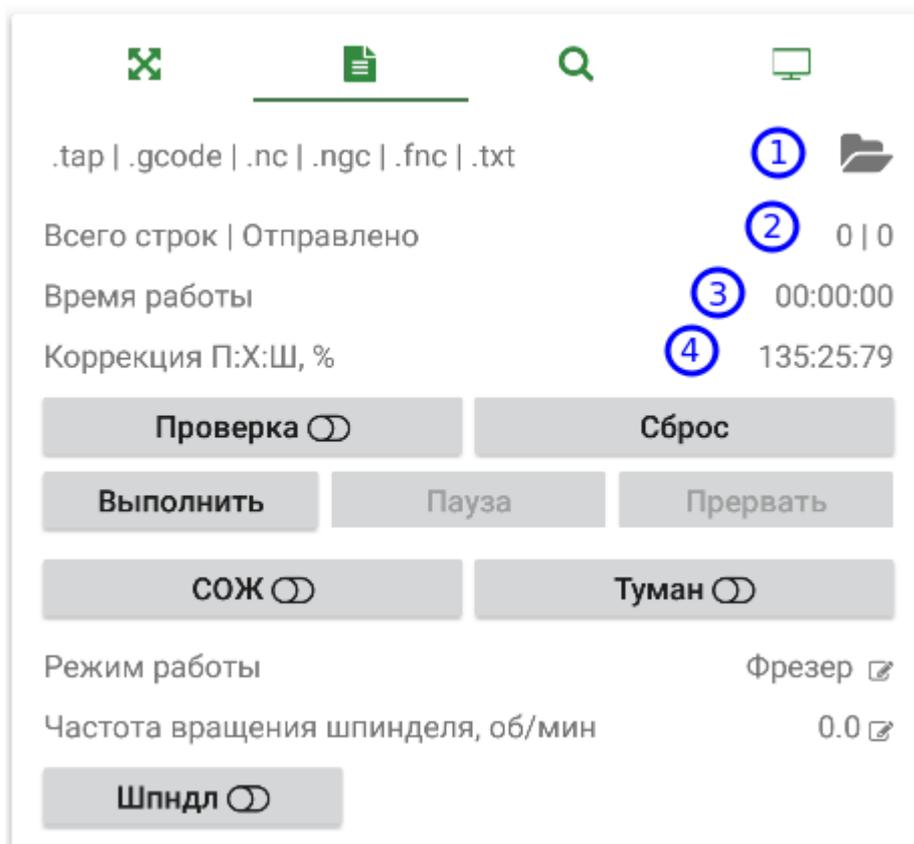 .tap | .gcode | .nc | .ngc | .fnc | .txt 1
Всего строк | Отправлено 2 0 | 0
Время работы 3 00:00:00
Коррекция П:Х:Ш, % 4 135:25:79
Проверка Сброс
Выполнить Пауза Прервать
СОЖ Туман
Режим работы Фрезер
Частота вращения шпинделя, об/мин 0.0
Шпндл